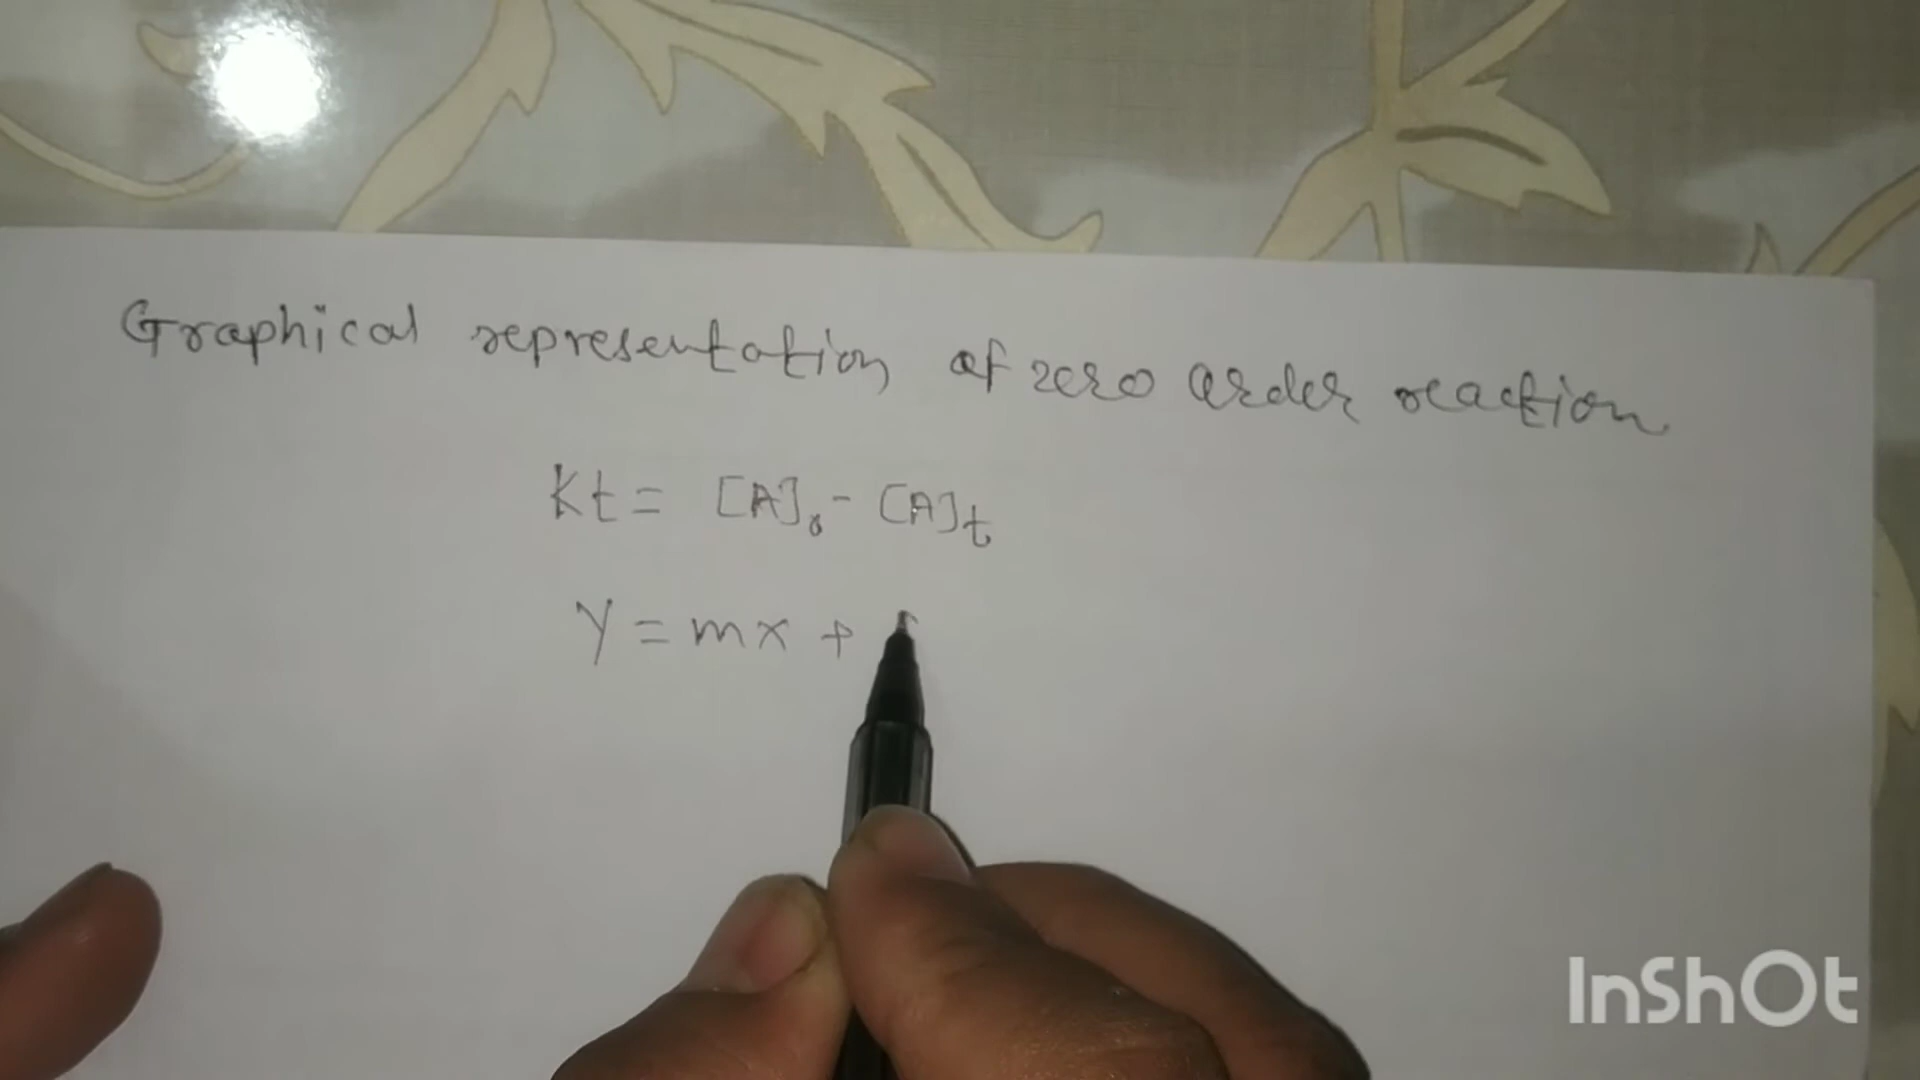 Graphical representation of zero order reaction
Kt = [A]₀ - [A]t
Y = mx +
InShOt